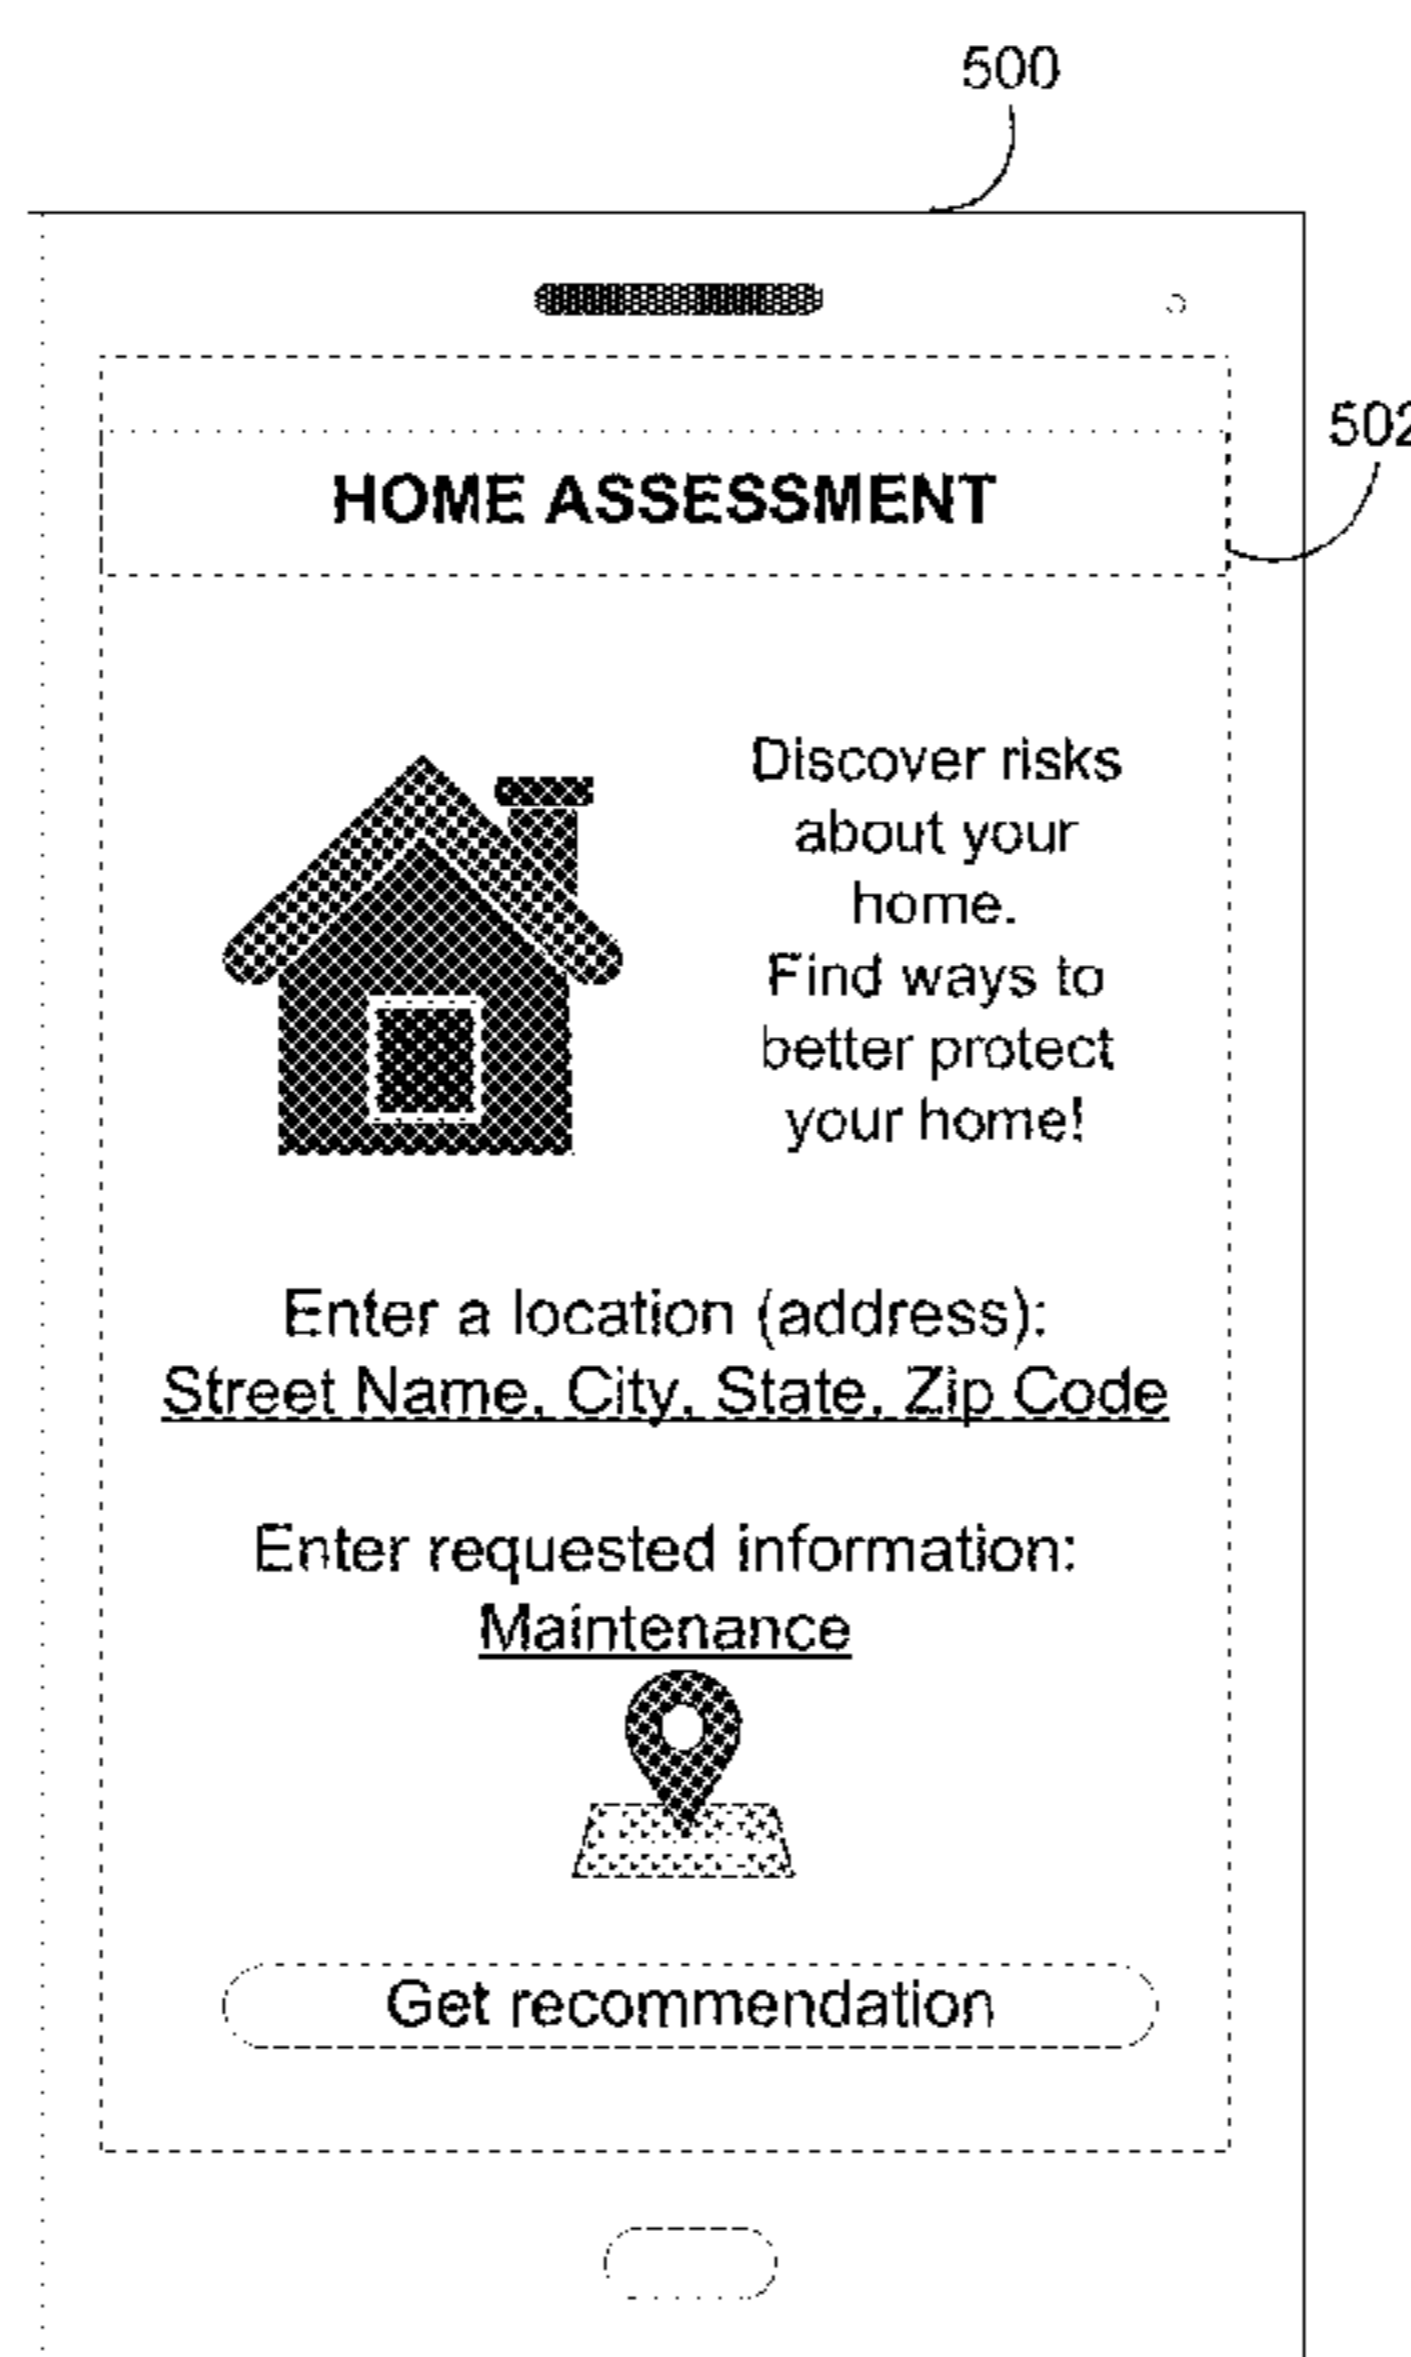 500
502
HOME ASSESSMENT
Discover risks
about your
home.
Find ways to
better protect
your home!
Enter a location (address):
Street Name, City, State, Zip Code
Enter requested information:
Maintenance
Get recommendation